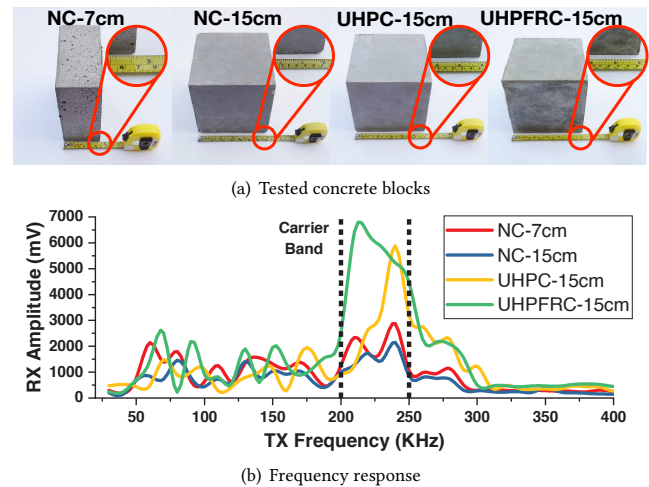 NC-7cm NC-15cm UHPC-15cm UHPFRC-15cm
(a) Tested concrete blocks
7000
6000
5000
4000
3000
2000
1000
0
RX Amplitude (mV)
Carrier
Band
NC-7cm
NC-15cm
UHPC-15cm
UHPFRC-15cm
50 100 150 200 250 300 350 400
TX Frequency (KHz)
(b) Frequency response